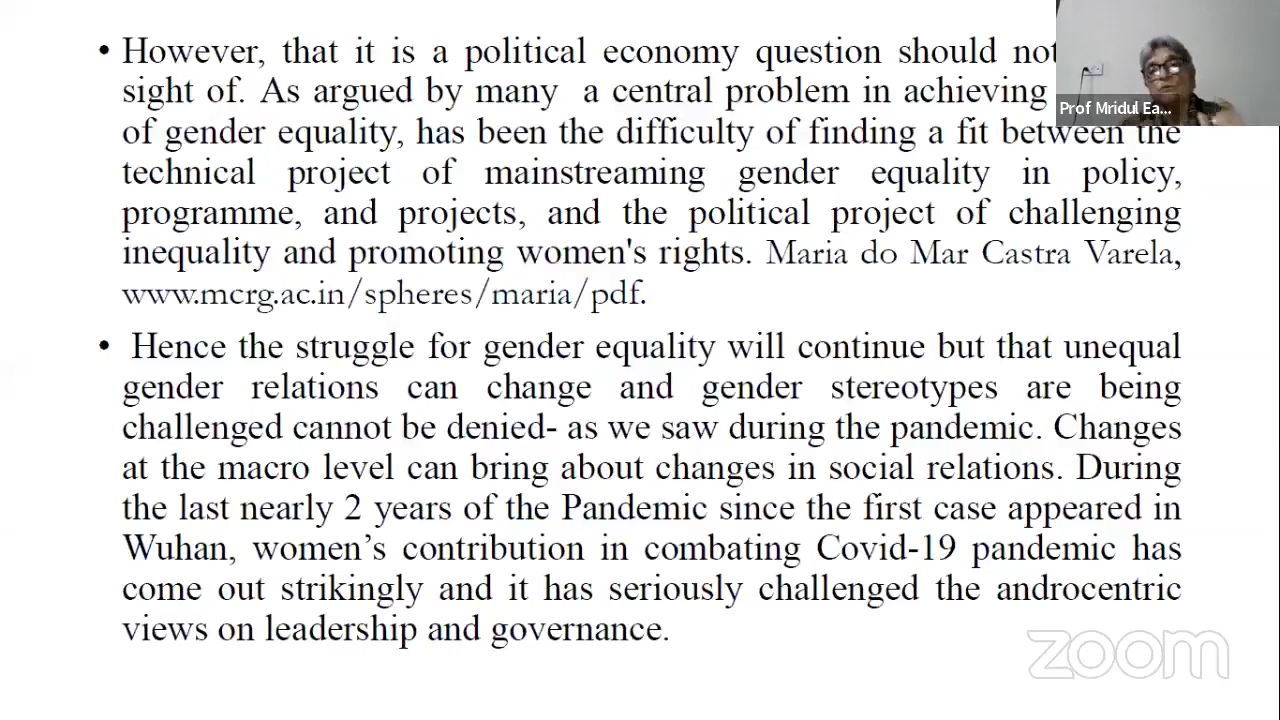 • However, that it is a political economy question should not
sight of. As argued by many a central problem in achieving
of gender equality, has been the difficulty of finding a fit between the
technical project of mainstreaming gender equality in policy,
programme, and projects, and the political project of challenging
inequality and promoting women's rights. Maria do Mar Castra Varela,
www.mcrg.ac.in/spheres/maria/pdf.
• Hence the struggle for gender equality will continue but that unequal
gender relations can change and gender stereotypes are being
challenged cannot be denied- as we saw during the pandemic. Changes
at the macro level can bring about changes in social relations. During
the last nearly 2 years of the Pandemic since the first case appeared in
Wuhan, women’s contribution in combating Covid-19 pandemic has
come out strikingly and it has seriously challenged the androcentric
views on leadership and governance.
Prof Mridul Ea...
zoom